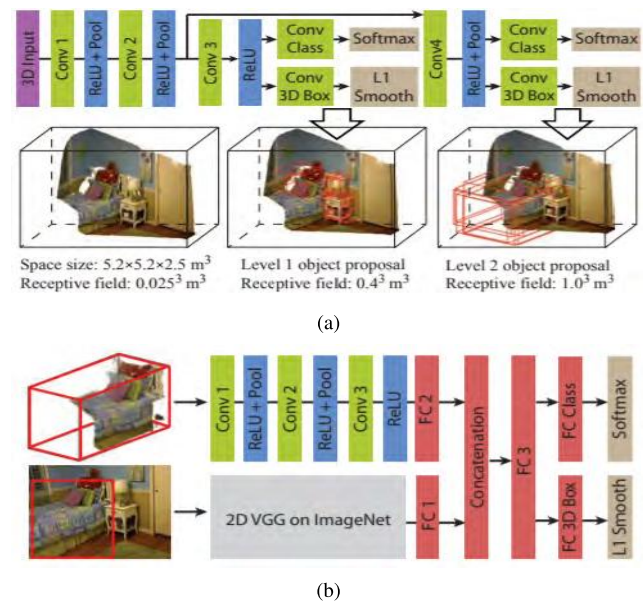 3D Input
Conv 1
ReLU + Pool
Conv 2
ReLU + Pool
Conv 3
ReLU
Conv Class
Softmax
Conv 3D Box
L1 Smooth
Conv4
ReLU + Pool
Conv Class
Softmax
Conv 3D Box
L1 Smooth
Space size: 5.2×5.2×2.5 m³
Receptive field: 0.025³ m³
Level 1 object proposal
Receptive field: 0.4³ m³
Level 2 object proposal
Receptive field: 1.0³ m³
(a)
Conv 1
ReLU + Pool
Conv 2
ReLU + Pool
Conv 3
ReLU
FC 2
2D VGG on ImageNet
FC 1
Concatenation
FC 3
FC Class
Softmax
FC 3D Box
L1 Smooth
(b)